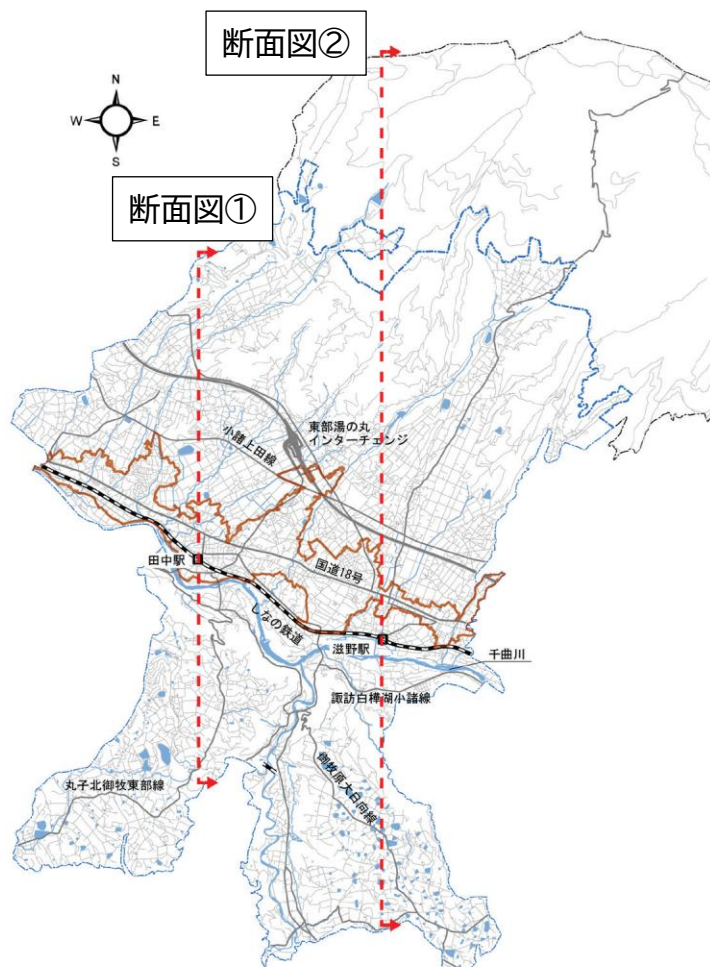 断面図②
N
W
E
S
断面図①
東部湯の丸
インターチェンジ
小諸上田線
田中駅
国道18号
しなの鉄道
滋野駅
千曲川
諏訪白樺湖小諸線
丸子北御牧東部線
御牧原大日向線